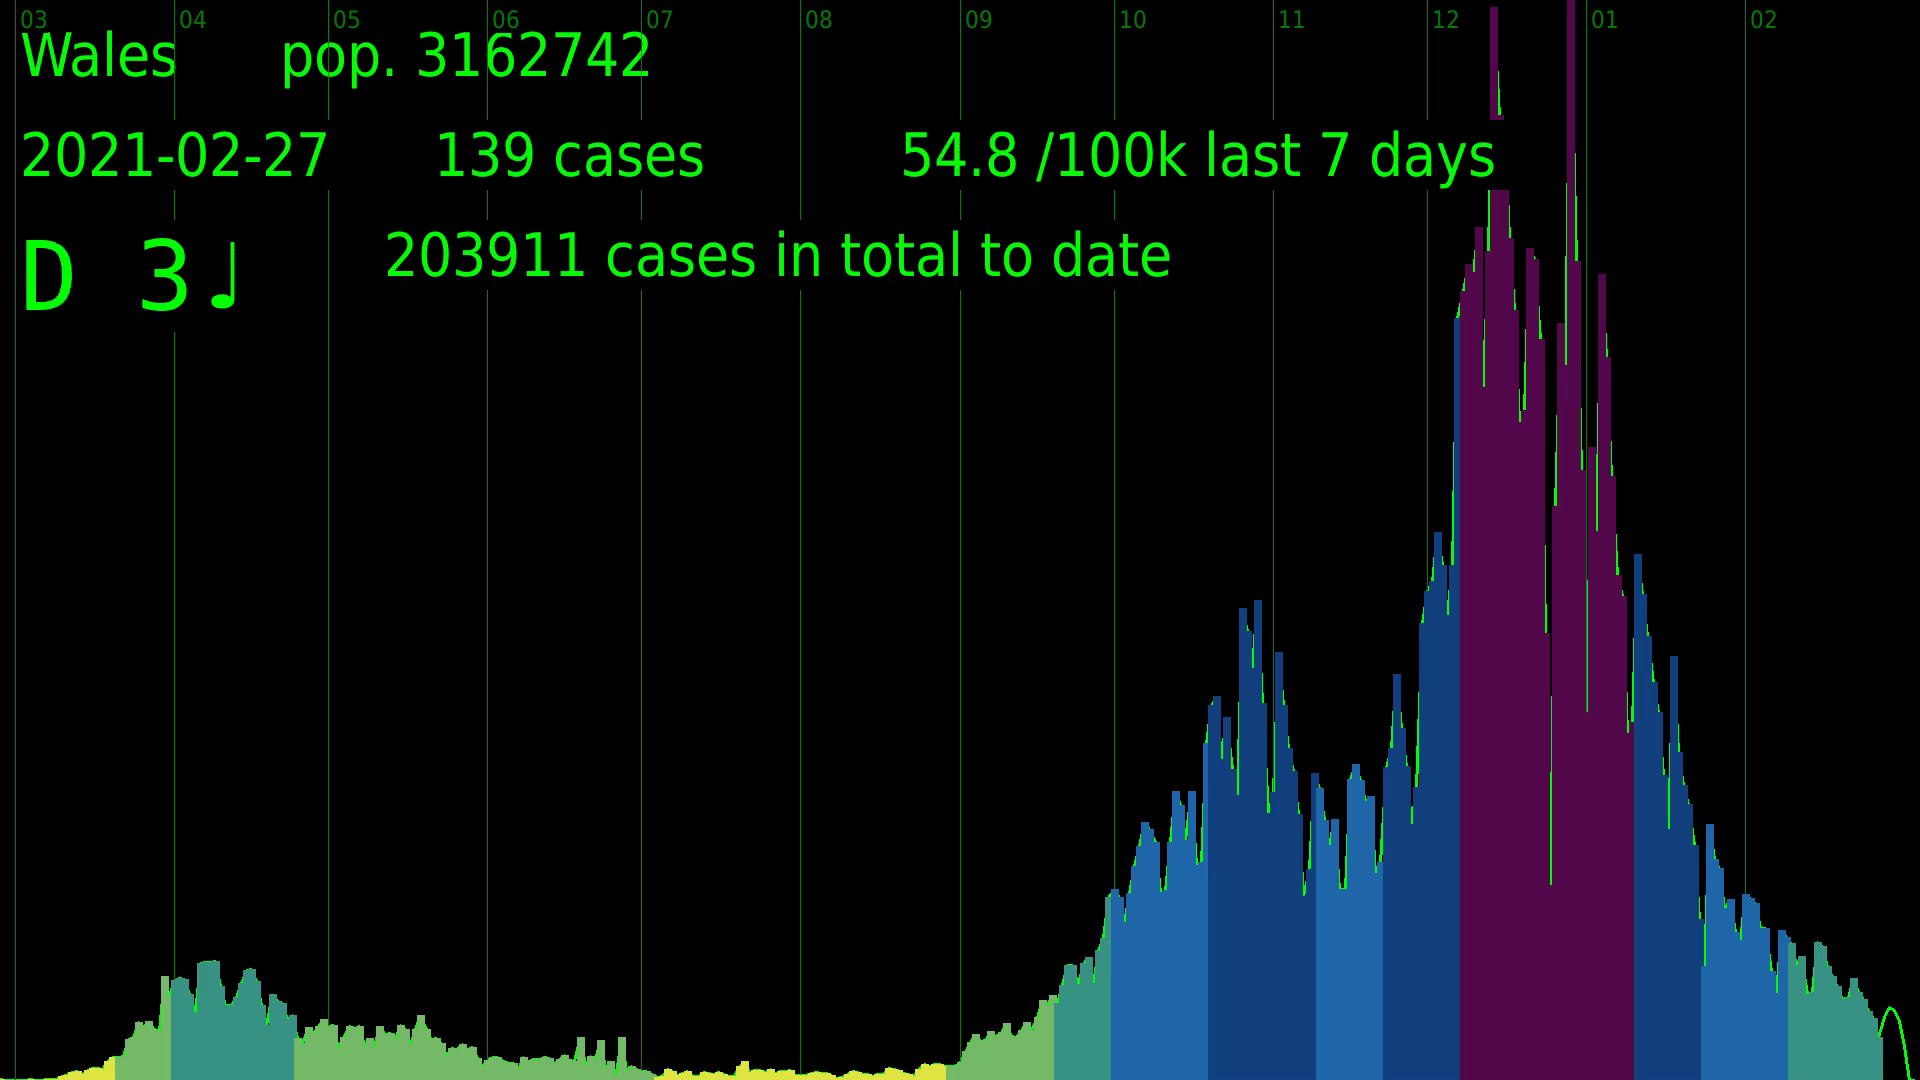 03 04 05 06 07 08 09 10 11 12 01 02
Wales pop. 3162742
2021-02-27 139 cases 54.8 /100k last 7 days
D 3♩ 203911 cases in total to date